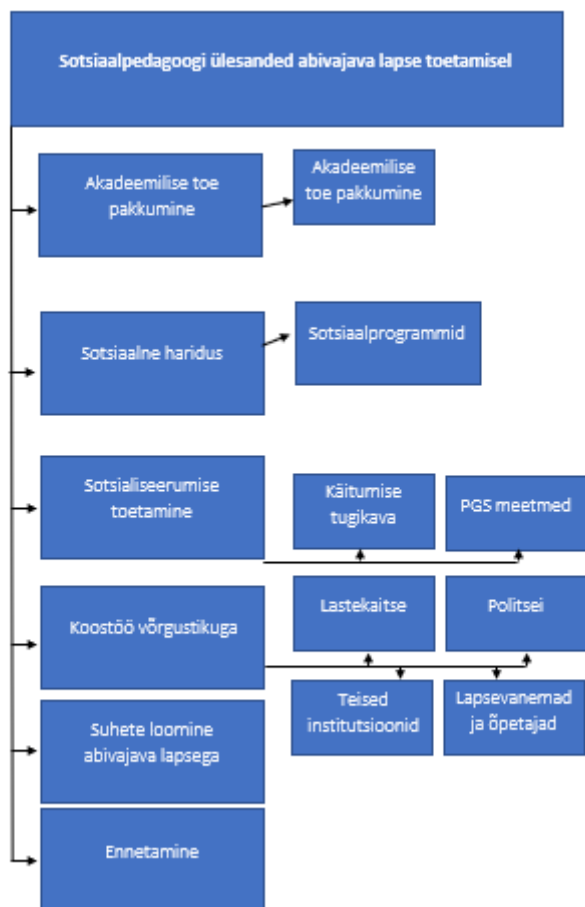 Sotsiaalpedagoogi ülesanded abivajava lapse toetamisel
Akadeemilise toe
pakkumine
Akadeemilise
toe pakkumine
Sotsiaalne haridus
Sotsiaalprogrammid
Sotsialiseerumise
toetamine
Käitumise
tugikava
PGS meetmed
Koostöö võrgustikuga
Lastekaitse
Politsei
Teised
institutsioonid
Lapsevanemad
ja õpetajad
Suhete loomine
abivajava lapsega
Ennetamine